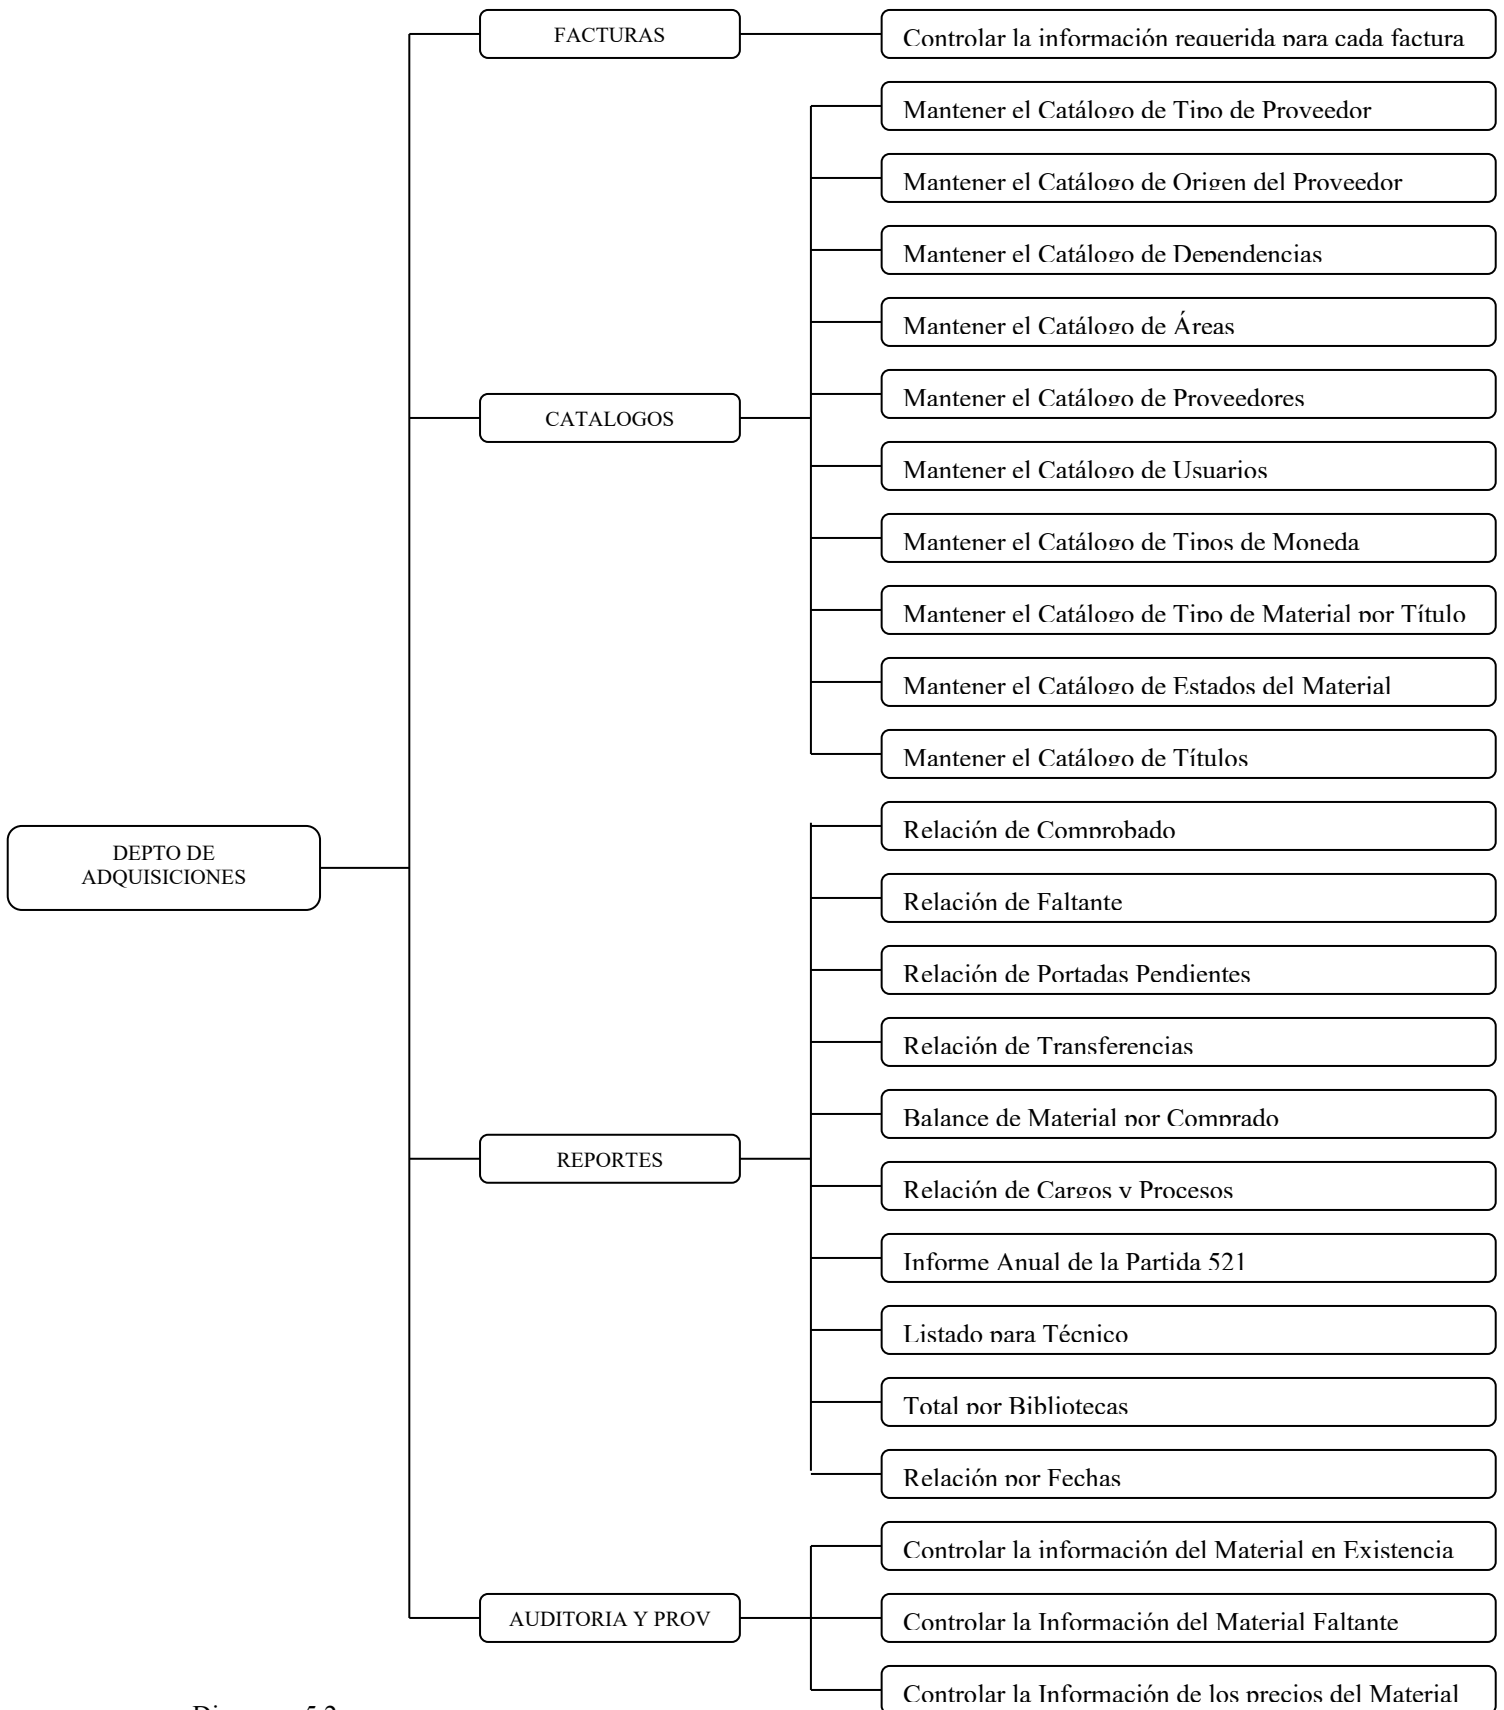 FACTURAS
Controlar la información requerida para cada factura
Mantener el Catálogo de Tipo de Proveedor
Mantener el Catálogo de Origen del Proveedor
Mantener el Catálogo de Dependencias
Mantener el Catálogo de Áreas
Mantener el Catálogo de Proveedores
CATALOGOS
Mantener el Catálogo de Usuarios
Mantener el Catálogo de Tipos de Moneda
Mantener el Catálogo de Tipo de Material por Título
Mantener el Catálogo de Estados del Material
Mantener el Catálogo de Títulos
DEPTO DE
ADQUISICIONES
Relación de Comprobado
Relación de Faltante
Relación de Portadas Pendientes
Relación de Transferencias
Balance de Material por Comprado
REPORTES
Relación de Cargos y Procesos
Informe Anual de la Partida 521
Listado para Técnico
Total por Bibliotecas
Relación por Fechas
Controlar la información del Material en Existencia
AUDITORIA Y PROV
Controlar la Información del Material Faltante
Controlar la Información de los precios del Material
5.2